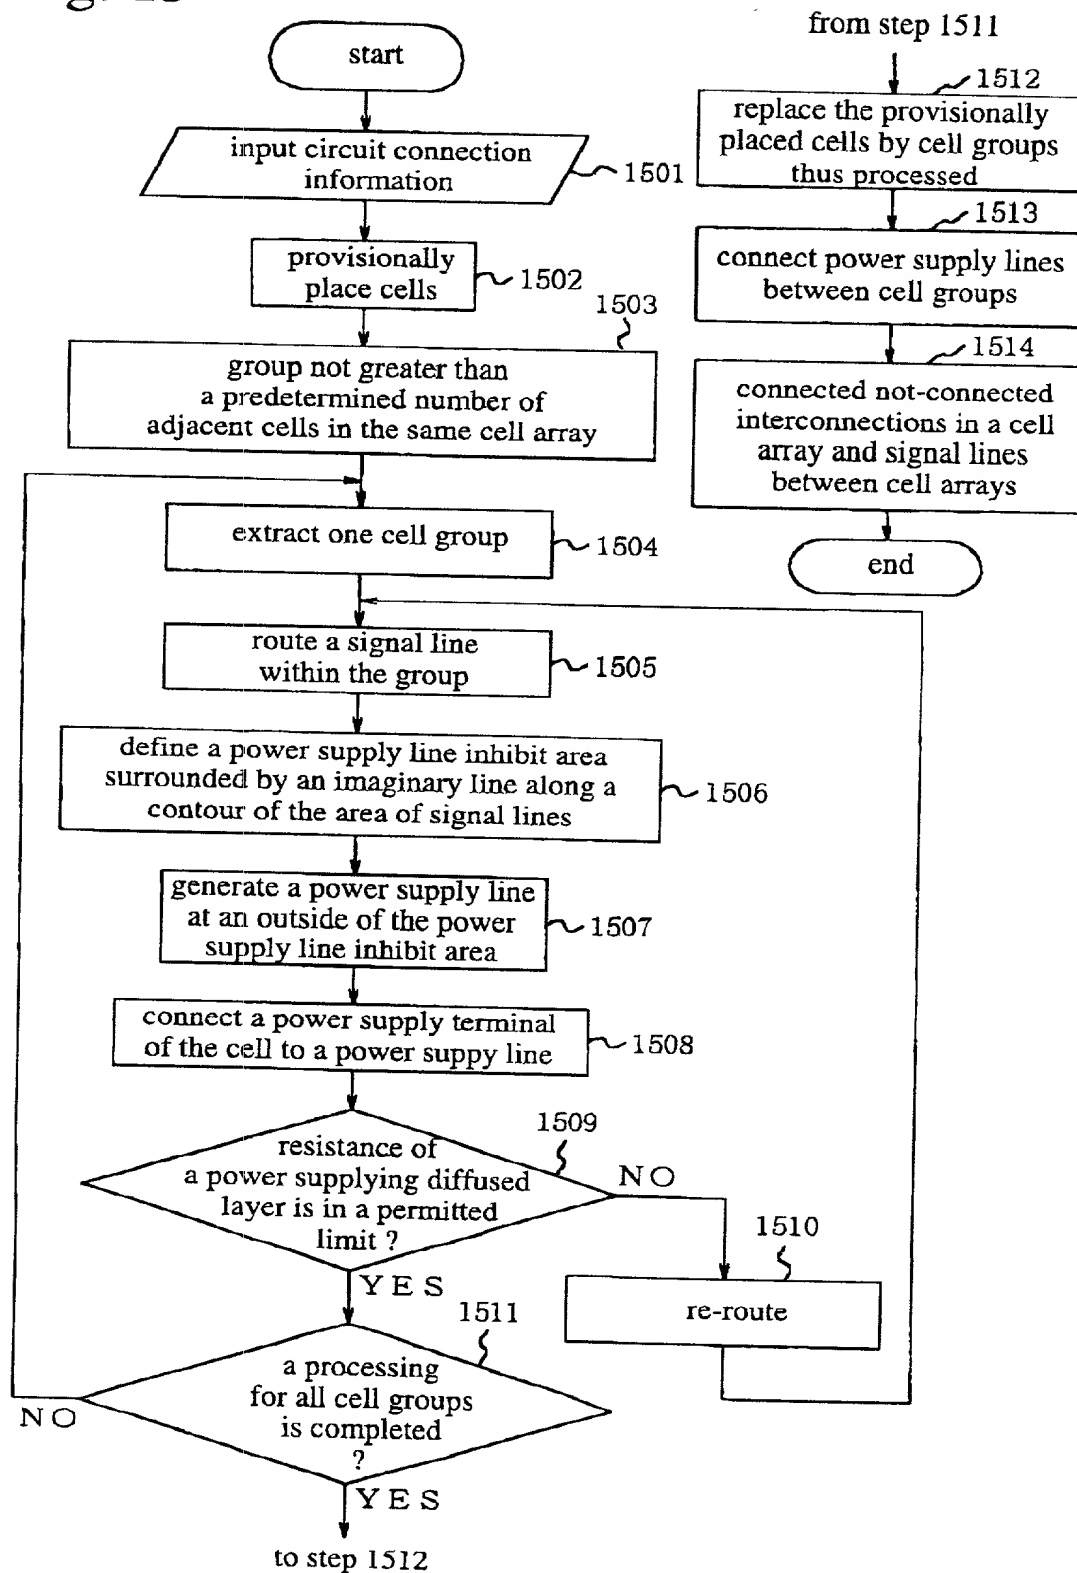 start
input circuit connection
information
1501
provisionally
place cells
1502
1503
group not greater than
a predetermined number of
adjacent cells in the same cell array
extract one cell group
1504
route a signal line
within the group
1505
define a power supply line inhibit area
surrounded by an imaginary line along a
contour of the area of signal lines
1506
generate a power supply line
at an outside of the power
supply line inhibit area
1507
connect a power supply terminal
of the cell to a power suppy line
1508
1509
resistance of
a power supplying diffused
layer is in a permitted
limit ?
NO
YES
1510
re-route
1511
a processing
for all cell groups
is completed
?
NO
YES
to step 1512
from step 1511
1512
replace the provisionally
placed cells by cell groups
thus processed
1513
connect power supply lines
between cell groups
1514
connected not-connected
interconnections in a cell
array and signal lines
between cell arrays
end